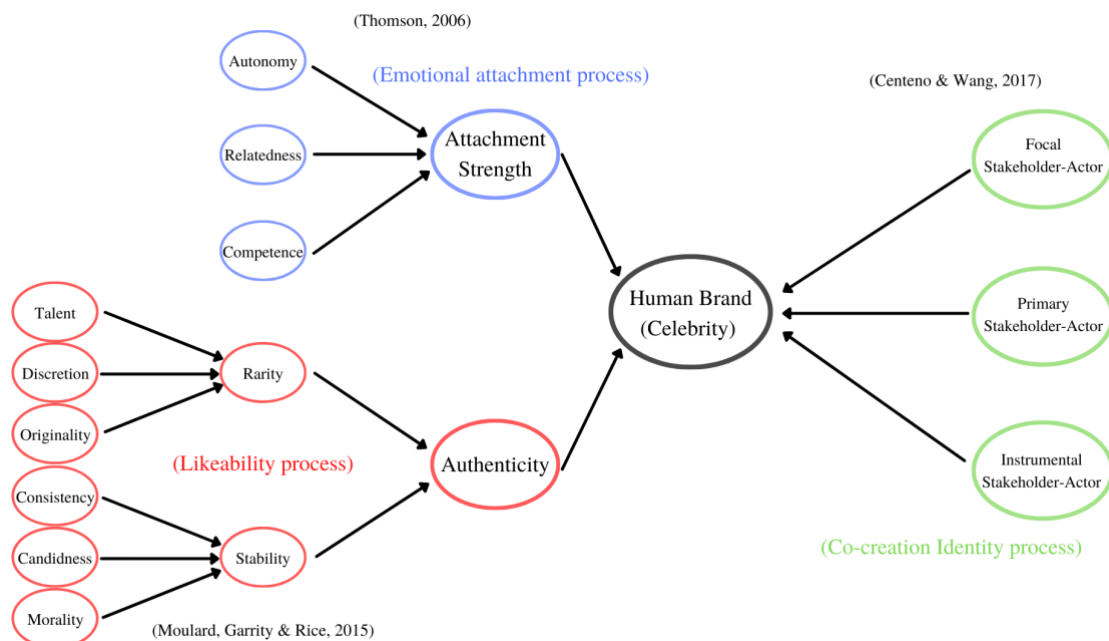 (Thomson, 2006)
Autonomy
(Emotional attachment process)
(Centeno & Wang, 2017)
Attachment
Strength
Relatedness
Focal
Stakeholder-Actor
Competence
Human Brand
(Celebrity)
Primary
Stakeholder-Actor
Talent
Discretion
Rarity
Originality
(Likeability process)
Authenticity
Instrumental
Stakeholder-Actor
Consistency
Candidness
Stability
(Co-creation Identity process)
Morality
(Moulard, Garrity & Rice, 2015)